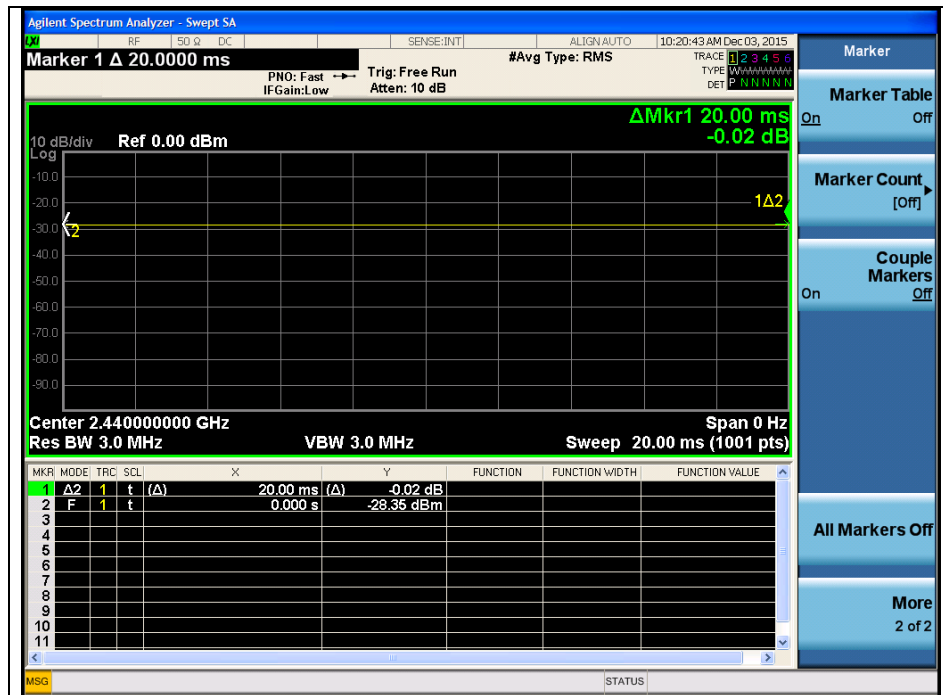 Agilent Spectrum Analyzer - Swept SA
LXI RF 50 Ω DC SENSE:INT ALIGN AUTO 10:20:43 AM Dec 03, 2015
Marker 1 Δ 20.0000 ms
PNO: Fast
IFGain:Low
Trig: Free Run
Atten: 10 dB
#Avg Type: RMS
TRACE 1 2 3 4 5 6
TYPE W
DET P N N N N N
ΔMkr1 20.00 ms
-0.02 dB
10 dB/div Ref 0.00 dBm
Log
-10.0
-20.0
-30.0
-40.0
-50.0
-60.0
-70.0
-80.0
-90.0
2
1Δ2
Center 2.440000000 GHz Span 0 Hz
Res BW 3.0 MHz VBW 3.0 MHz Sweep 20.00 ms (1001 pts)
MKR MODE TRC SCL X Y FUNCTION FUNCTION WIDTH FUNCTION VALUE
1 Δ2 1 t (Δ) 20.00 ms (Δ) -0.02 dB
2 F 1 t 0.000 s -28.35 dBm
3
4
5
6
7
8
9
10
11
MSG STATUS
Marker
Marker Table
On Off
Marker Count
[Off]
Couple
Markers
On Off
All Markers Off
More
2 of 2